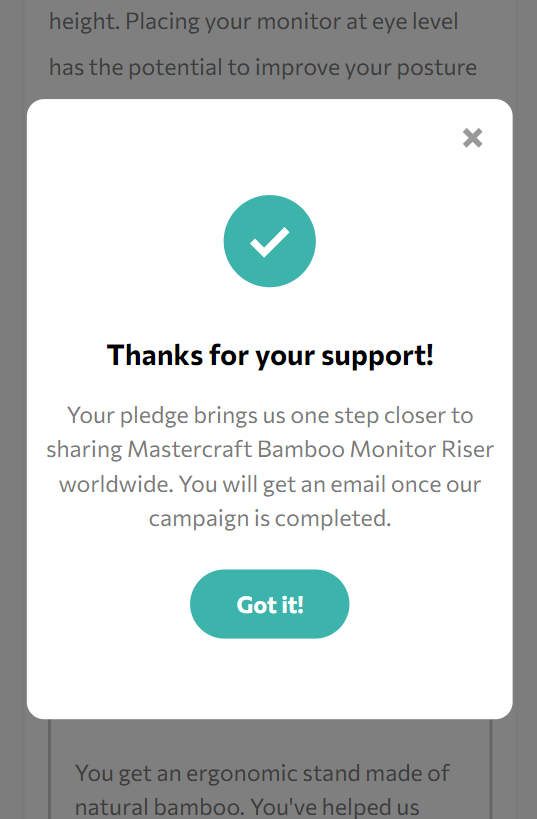 height. Placing your monitor at eye level
has the potential to improve your posture
Thanks for your support!
Your pledge brings us one step closer to
sharing Mastercraft Bamboo Monitor Riser
worldwide. You will get an email once our
campaign is completed.
Got it!
You get an ergonomic stand made of
natural bamboo. You've helped us